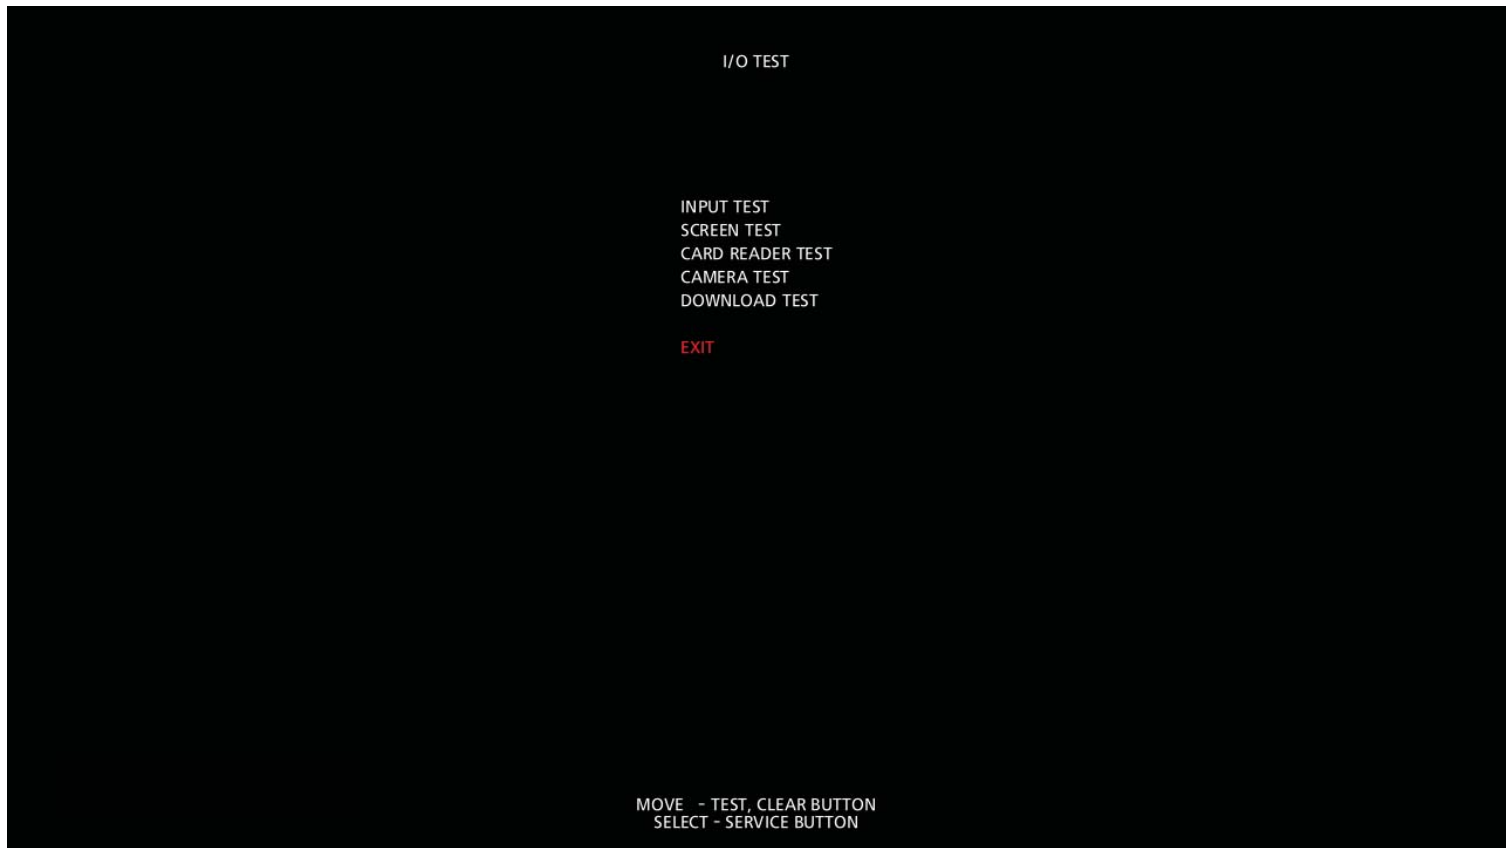 I/O TEST
INPUT TEST
SCREEN TEST
CARD READER TEST
CAMERA TEST
DOWNLOAD TEST
EXIT
MOVE - TEST, CLEAR BUTTON
SELECT - SERVICE BUTTON